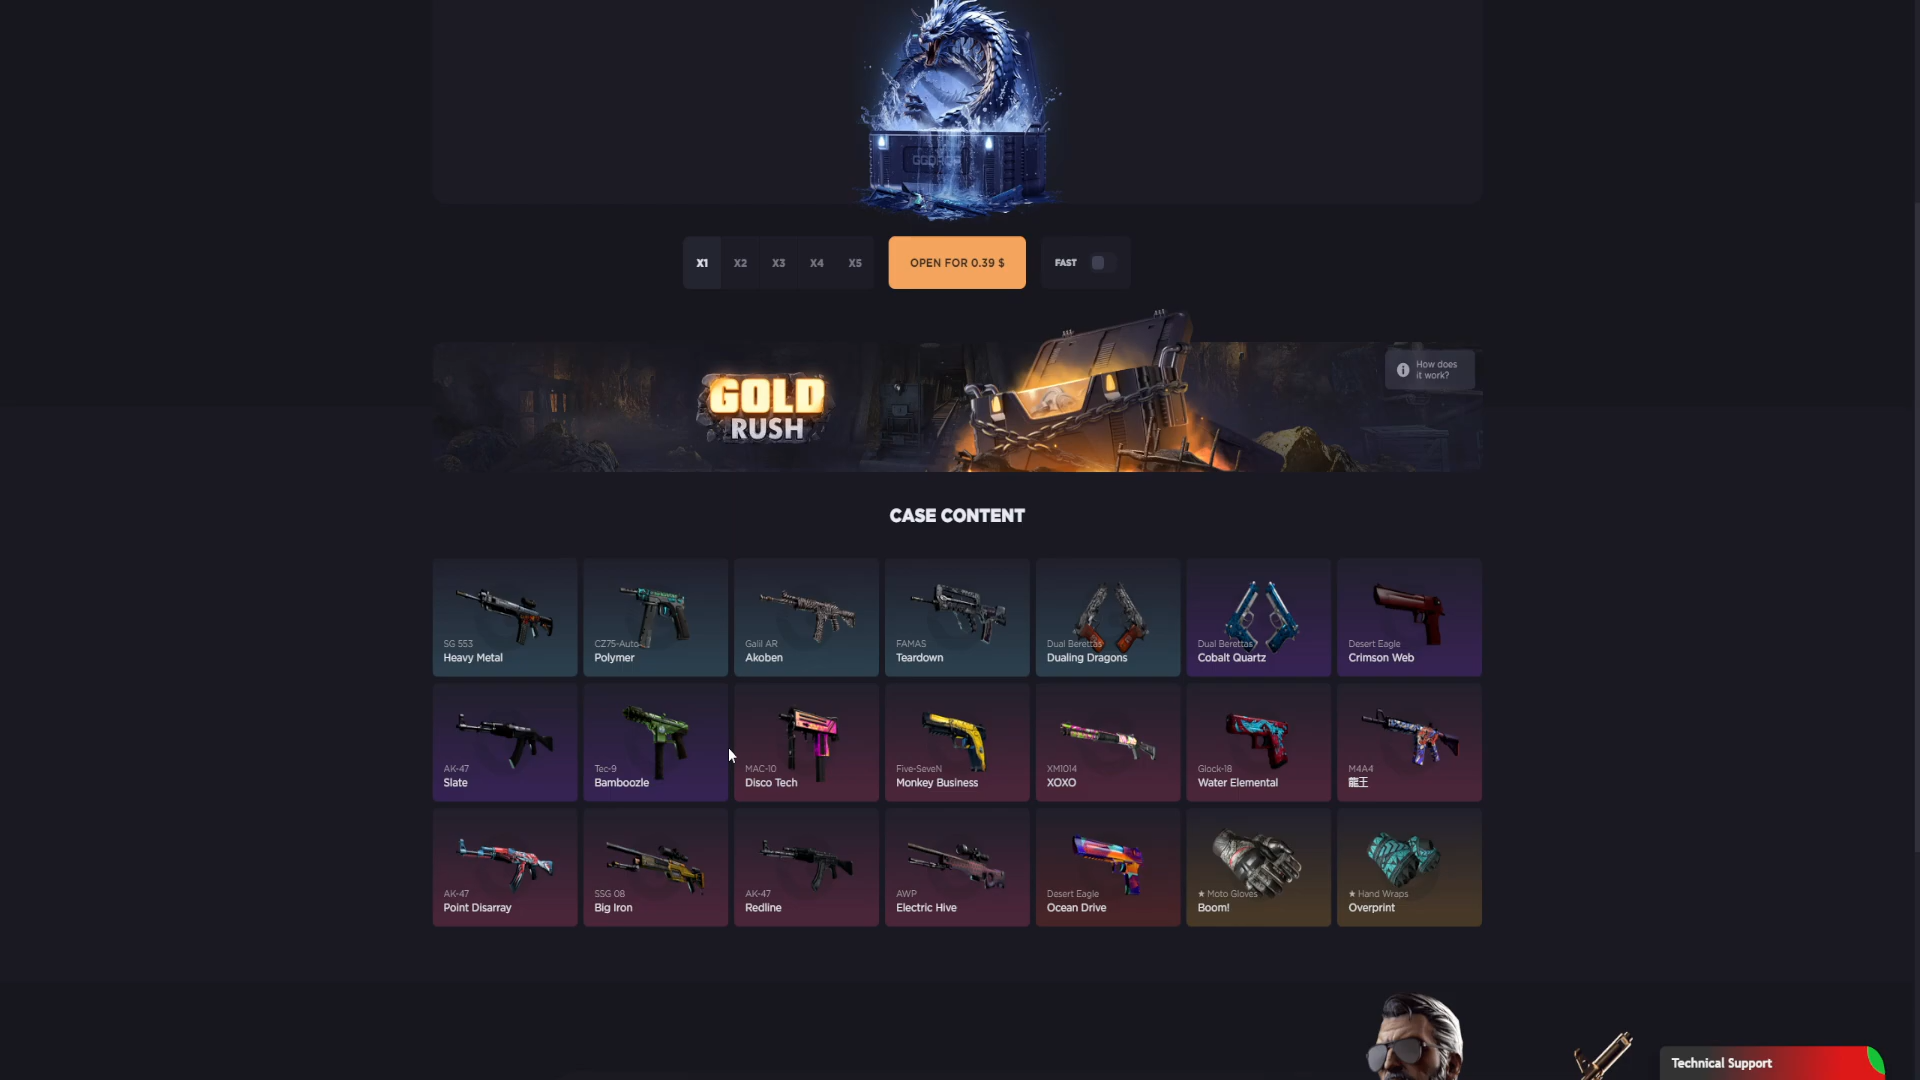 GGDROP
X1
X2
X3
X4
X5
OPEN FOR 0.39 $
FAST
GOLD
RUSH
How does
it work?
CASE CONTENT
SG 553
Heavy Metal
CZ75-Auto
Polymer
Galil AR
Akoben
FAMAS
Teardown
Dual Berettas
Dualing Dragons
Dual Berettas
Cobalt Quartz
Desert Eagle
Crimson Web
AK-47
Slate
Tec-9
Bamboozle
MAC-10
Disco Tech
Five-SeveN
Monkey Business
XM1014
XOXO
Glock-18
Water Elemental
M4A4
龍王
AK-47
Point Disarray
SSG 08
Big Iron
AK-47
Redline
AWP
Electric Hive
Desert Eagle
Ocean Drive
★ Moto Gloves
Boom!
★ Hand Wraps
Overprint
Technical Support